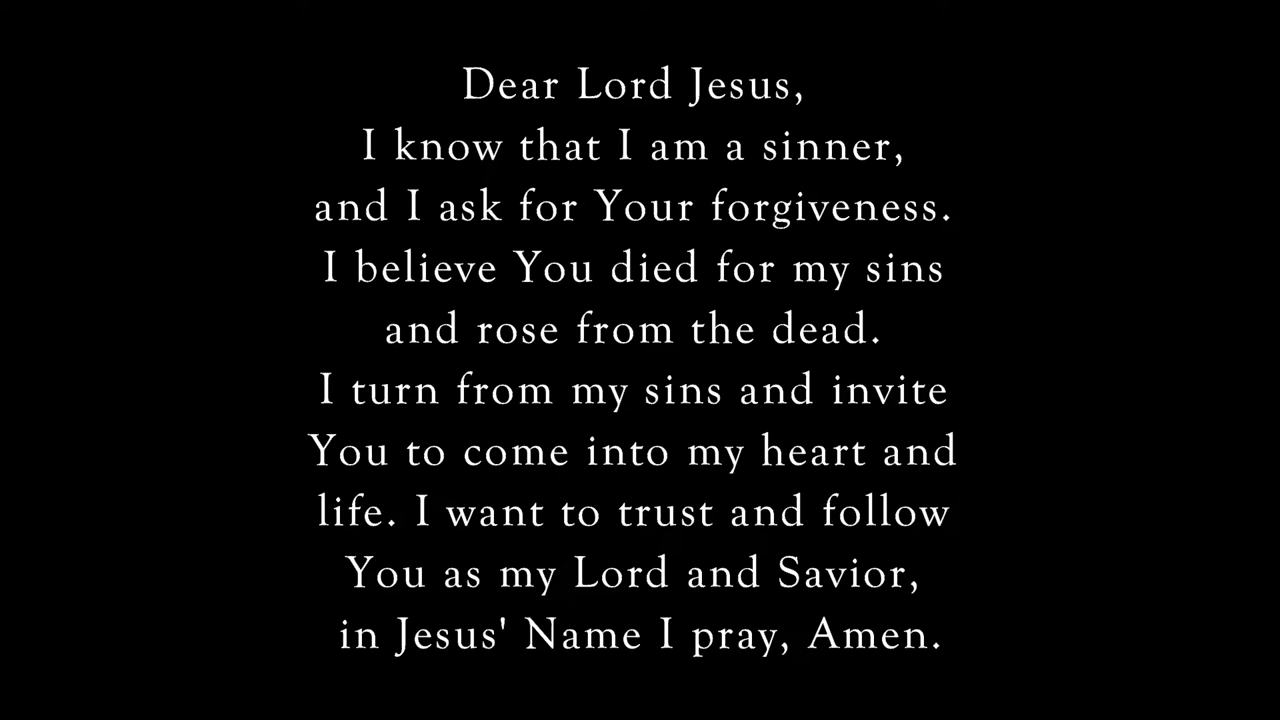 Dear Lord Jesus,
I know that I am a sinner,
and I ask for Your forgiveness.
I believe You died for my sins
and rose from the dead.
I turn from my sins and invite
You to come into my heart and
life. I want to trust and follow
You as my Lord and Savior,
in Jesus' Name I pray, Amen.